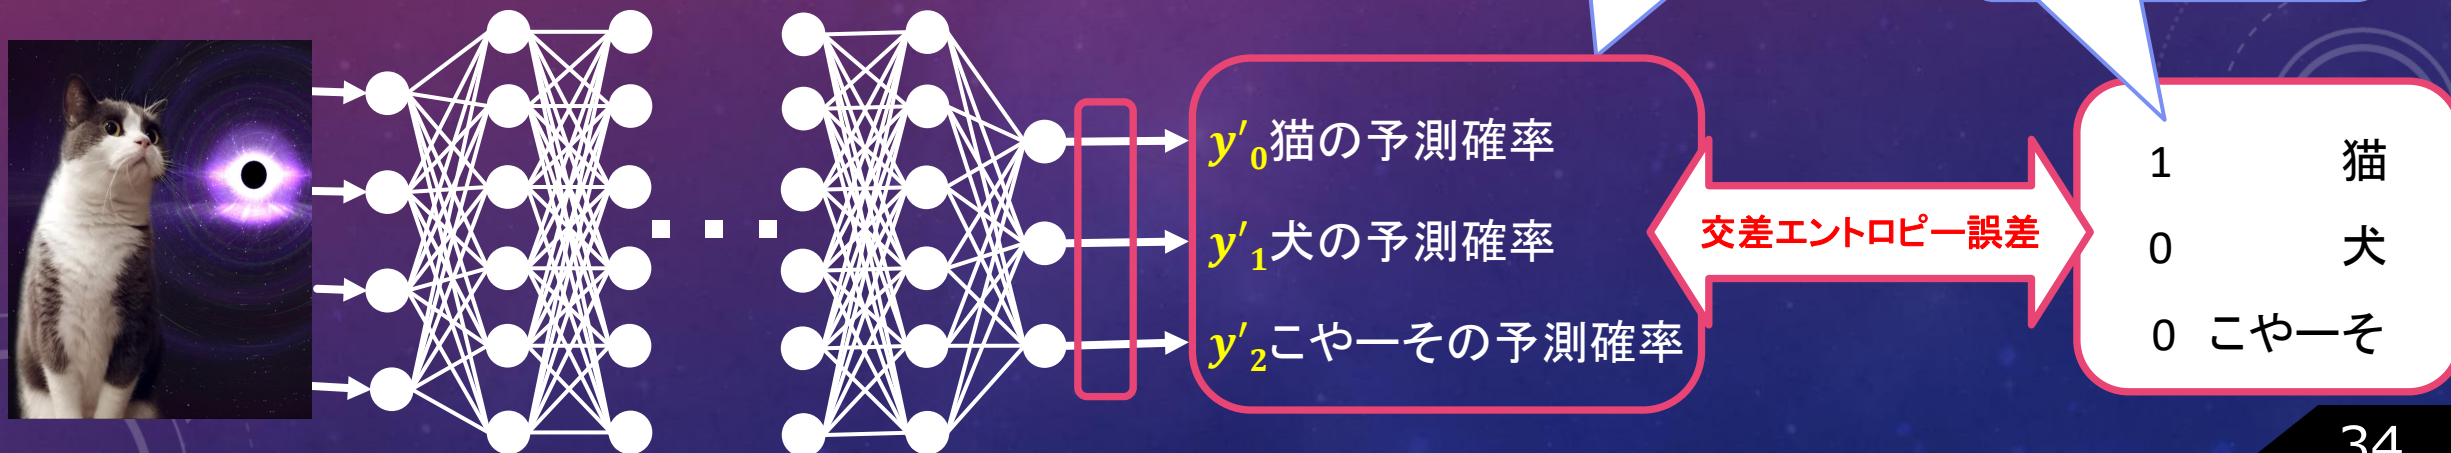 y′₀猫の予測確率
y′₁犬の予測確率
y′₂こやーその予測確率
交差エントロピー誤差
1 猫
0 犬
0 こやーそ
34